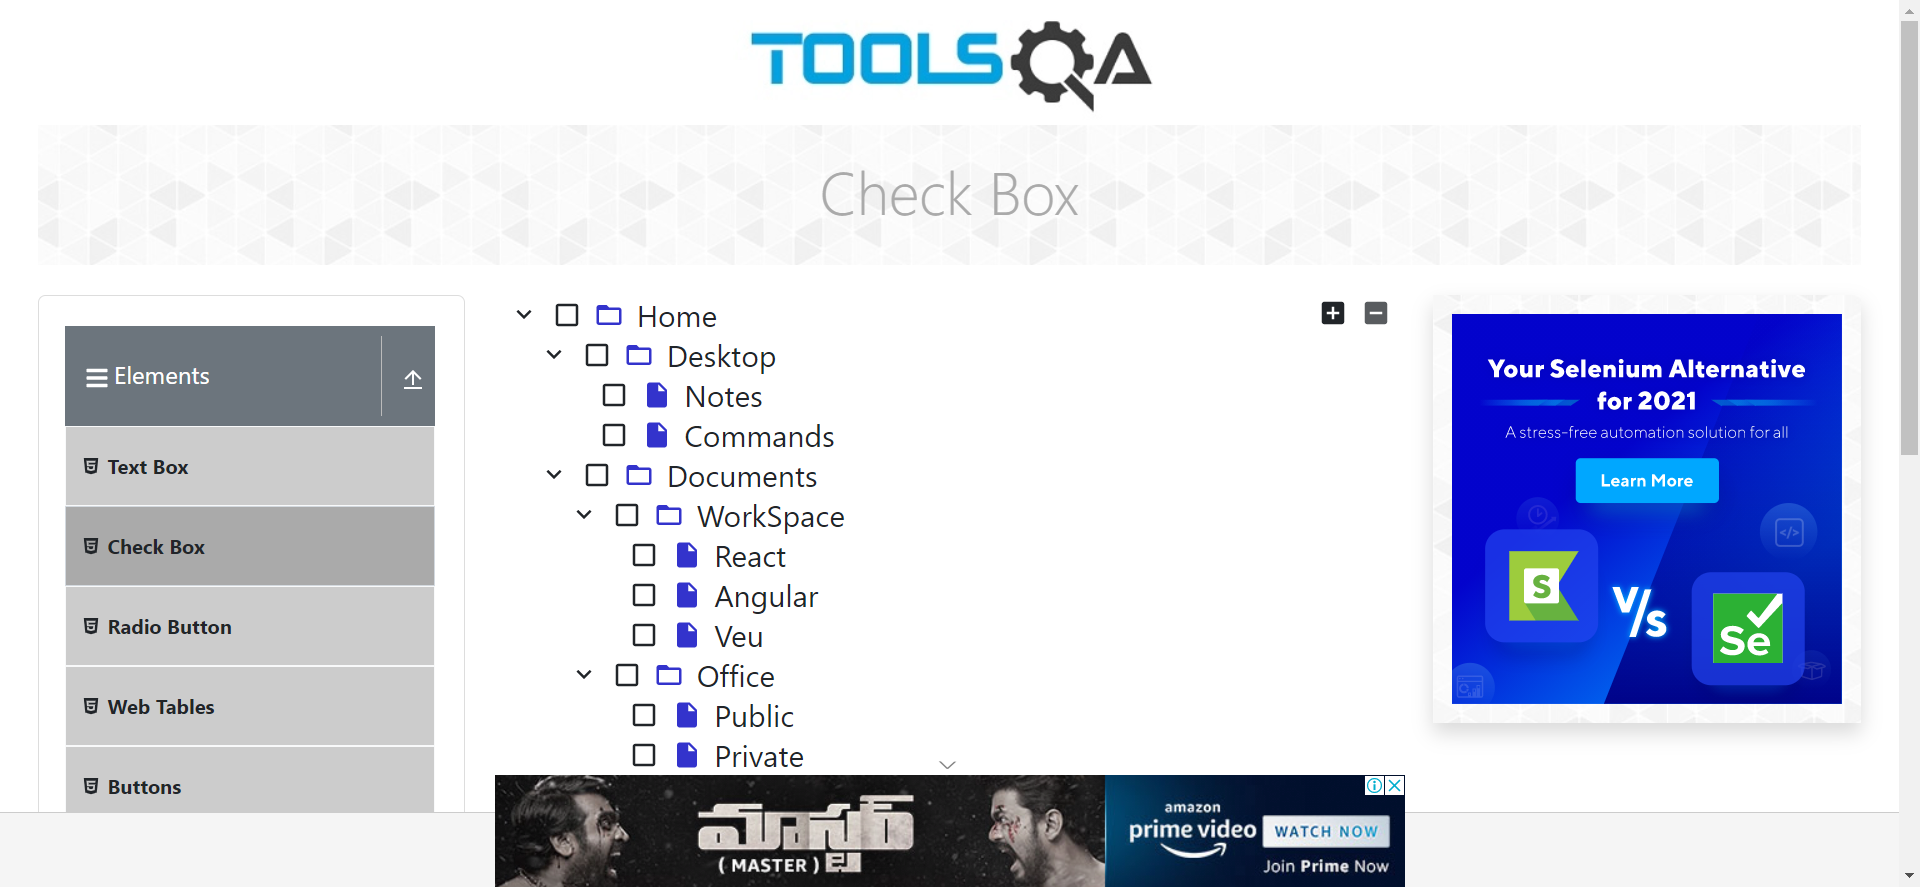 TOOLSQA
Check Box
Elements
Text Box
Check Box
Radio Button
Web Tables
Buttons
Home
Desktop
Notes
Commands
Documents
WorkSpace
React
Angular
Veu
Office
Public
Private
Your Selenium Alternative
for 2021
A stress-free automation solution for all
Learn More
S
V/s
Se
మాస్టర్
( MASTER )
amazon
prime video
WATCH NOW
Join Prime Now